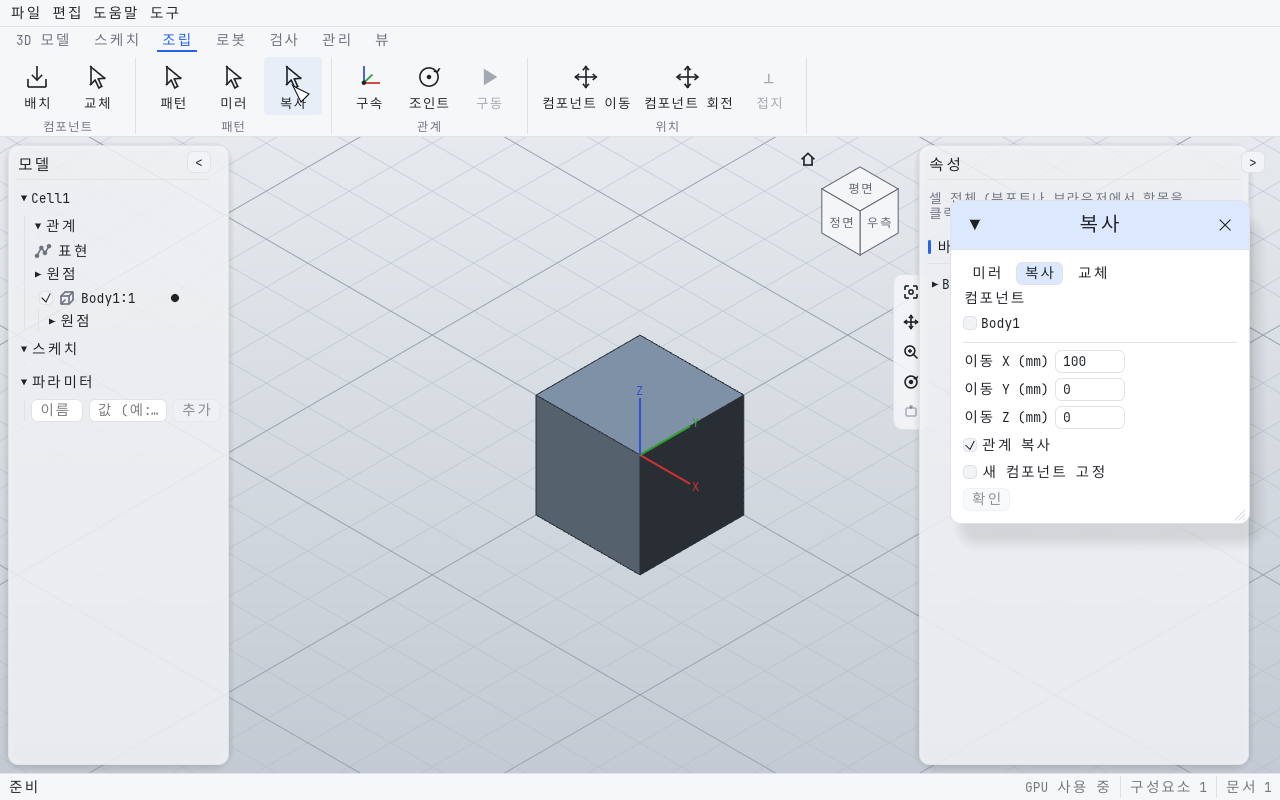 파일 편집 도움말 도구
3D 모델 스케치 조립 로봇 검사 관리 뷰
배치 교체 패턴 미러 복사 구속 조인트 구동 컴포넌트 이동 컴포넌트 회전 접지
컴포넌트 패턴 관계 위치
모델 <
▼ Cell1
▼ 관계
표현
▶ 원점
Body1:1
▶ 원점
▼ 스케치
▼ 파라미터
이름 값 (예:… 추가
평면
정면 우측
Z
Y
X
속성 >
셀 전체 (뷰포트나 브라우저에서 항목을
▼ 복사
미러 복사 교체
컴포넌트
Body1
이동 X (mm) 100
이동 Y (mm) 0
이동 Z (mm) 0
관계 복사
새 컴포넌트 고정
확인
준비 GPU 사용 중 구성요소 1 문서 1